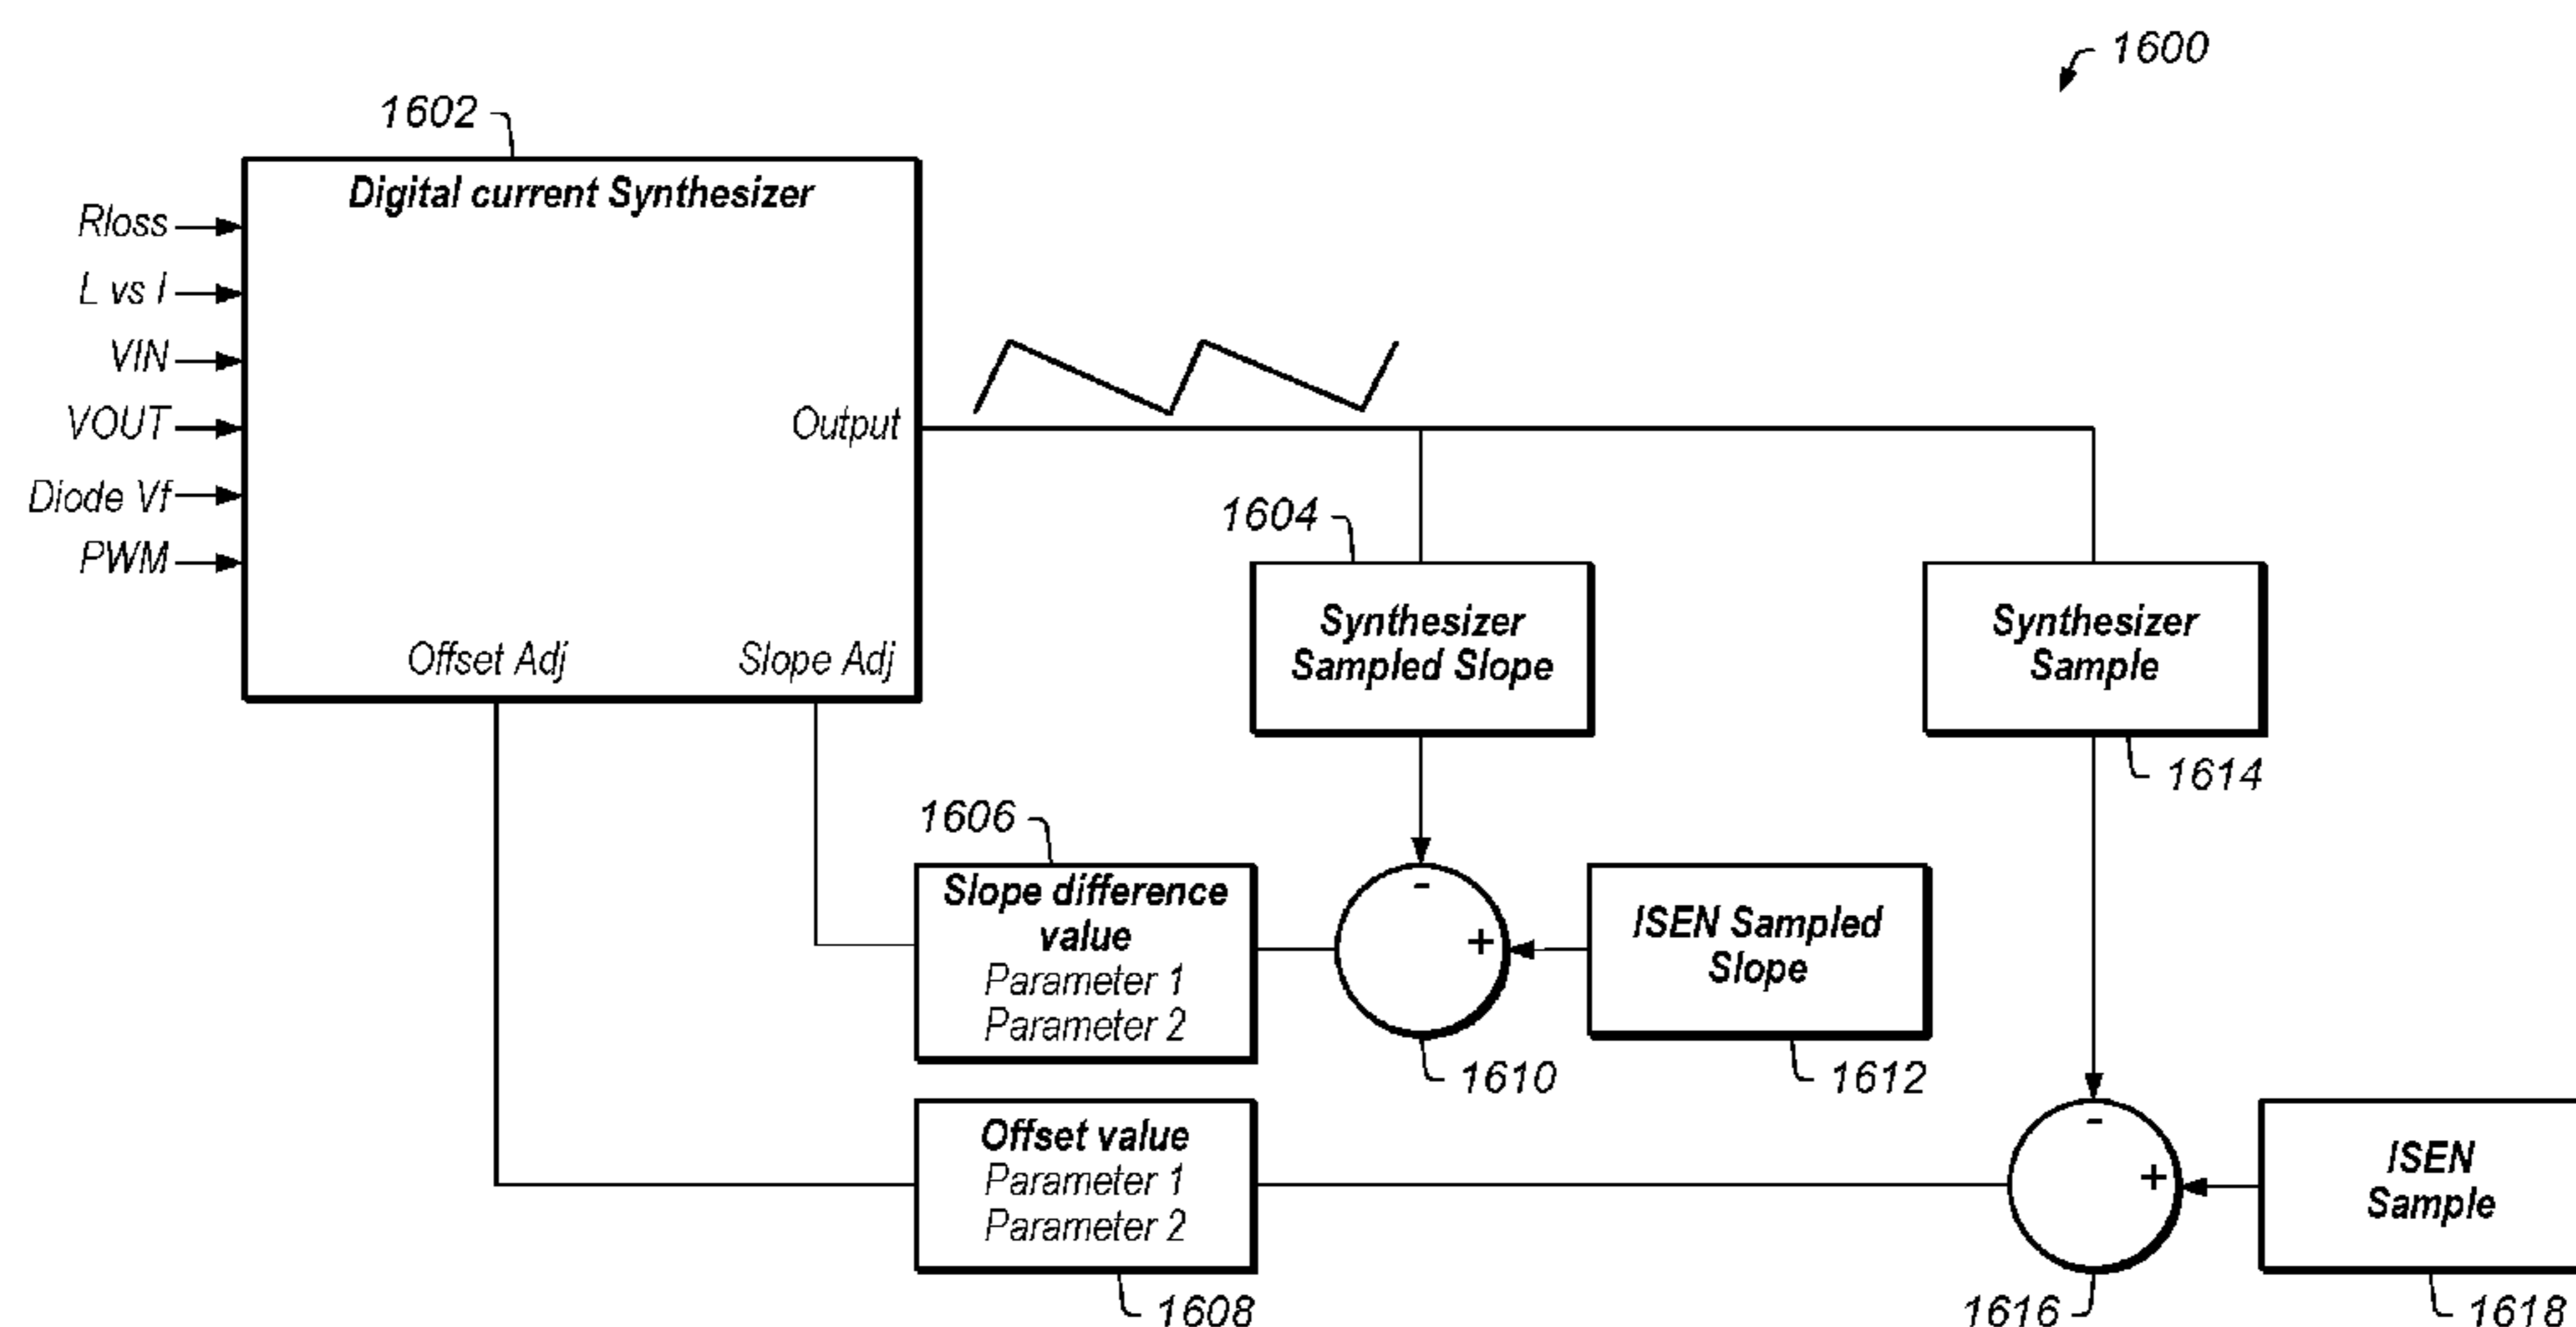 1600
1602
Digital current Synthesizer
Rloss
L vs I
VIN
VOUT
Output
Diode Vf
PWM
Offset Adj
Slope Adj
1604
Synthesizer
Sampled Slope
Synthesizer
Sample
1614
1606
Slope difference
value
Parameter 1
Parameter 2
-
+
ISEN Sampled
Slope
1610
1612
Offset value
Parameter 1
Parameter 2
-
+
ISEN
Sample
1608
1616
1618